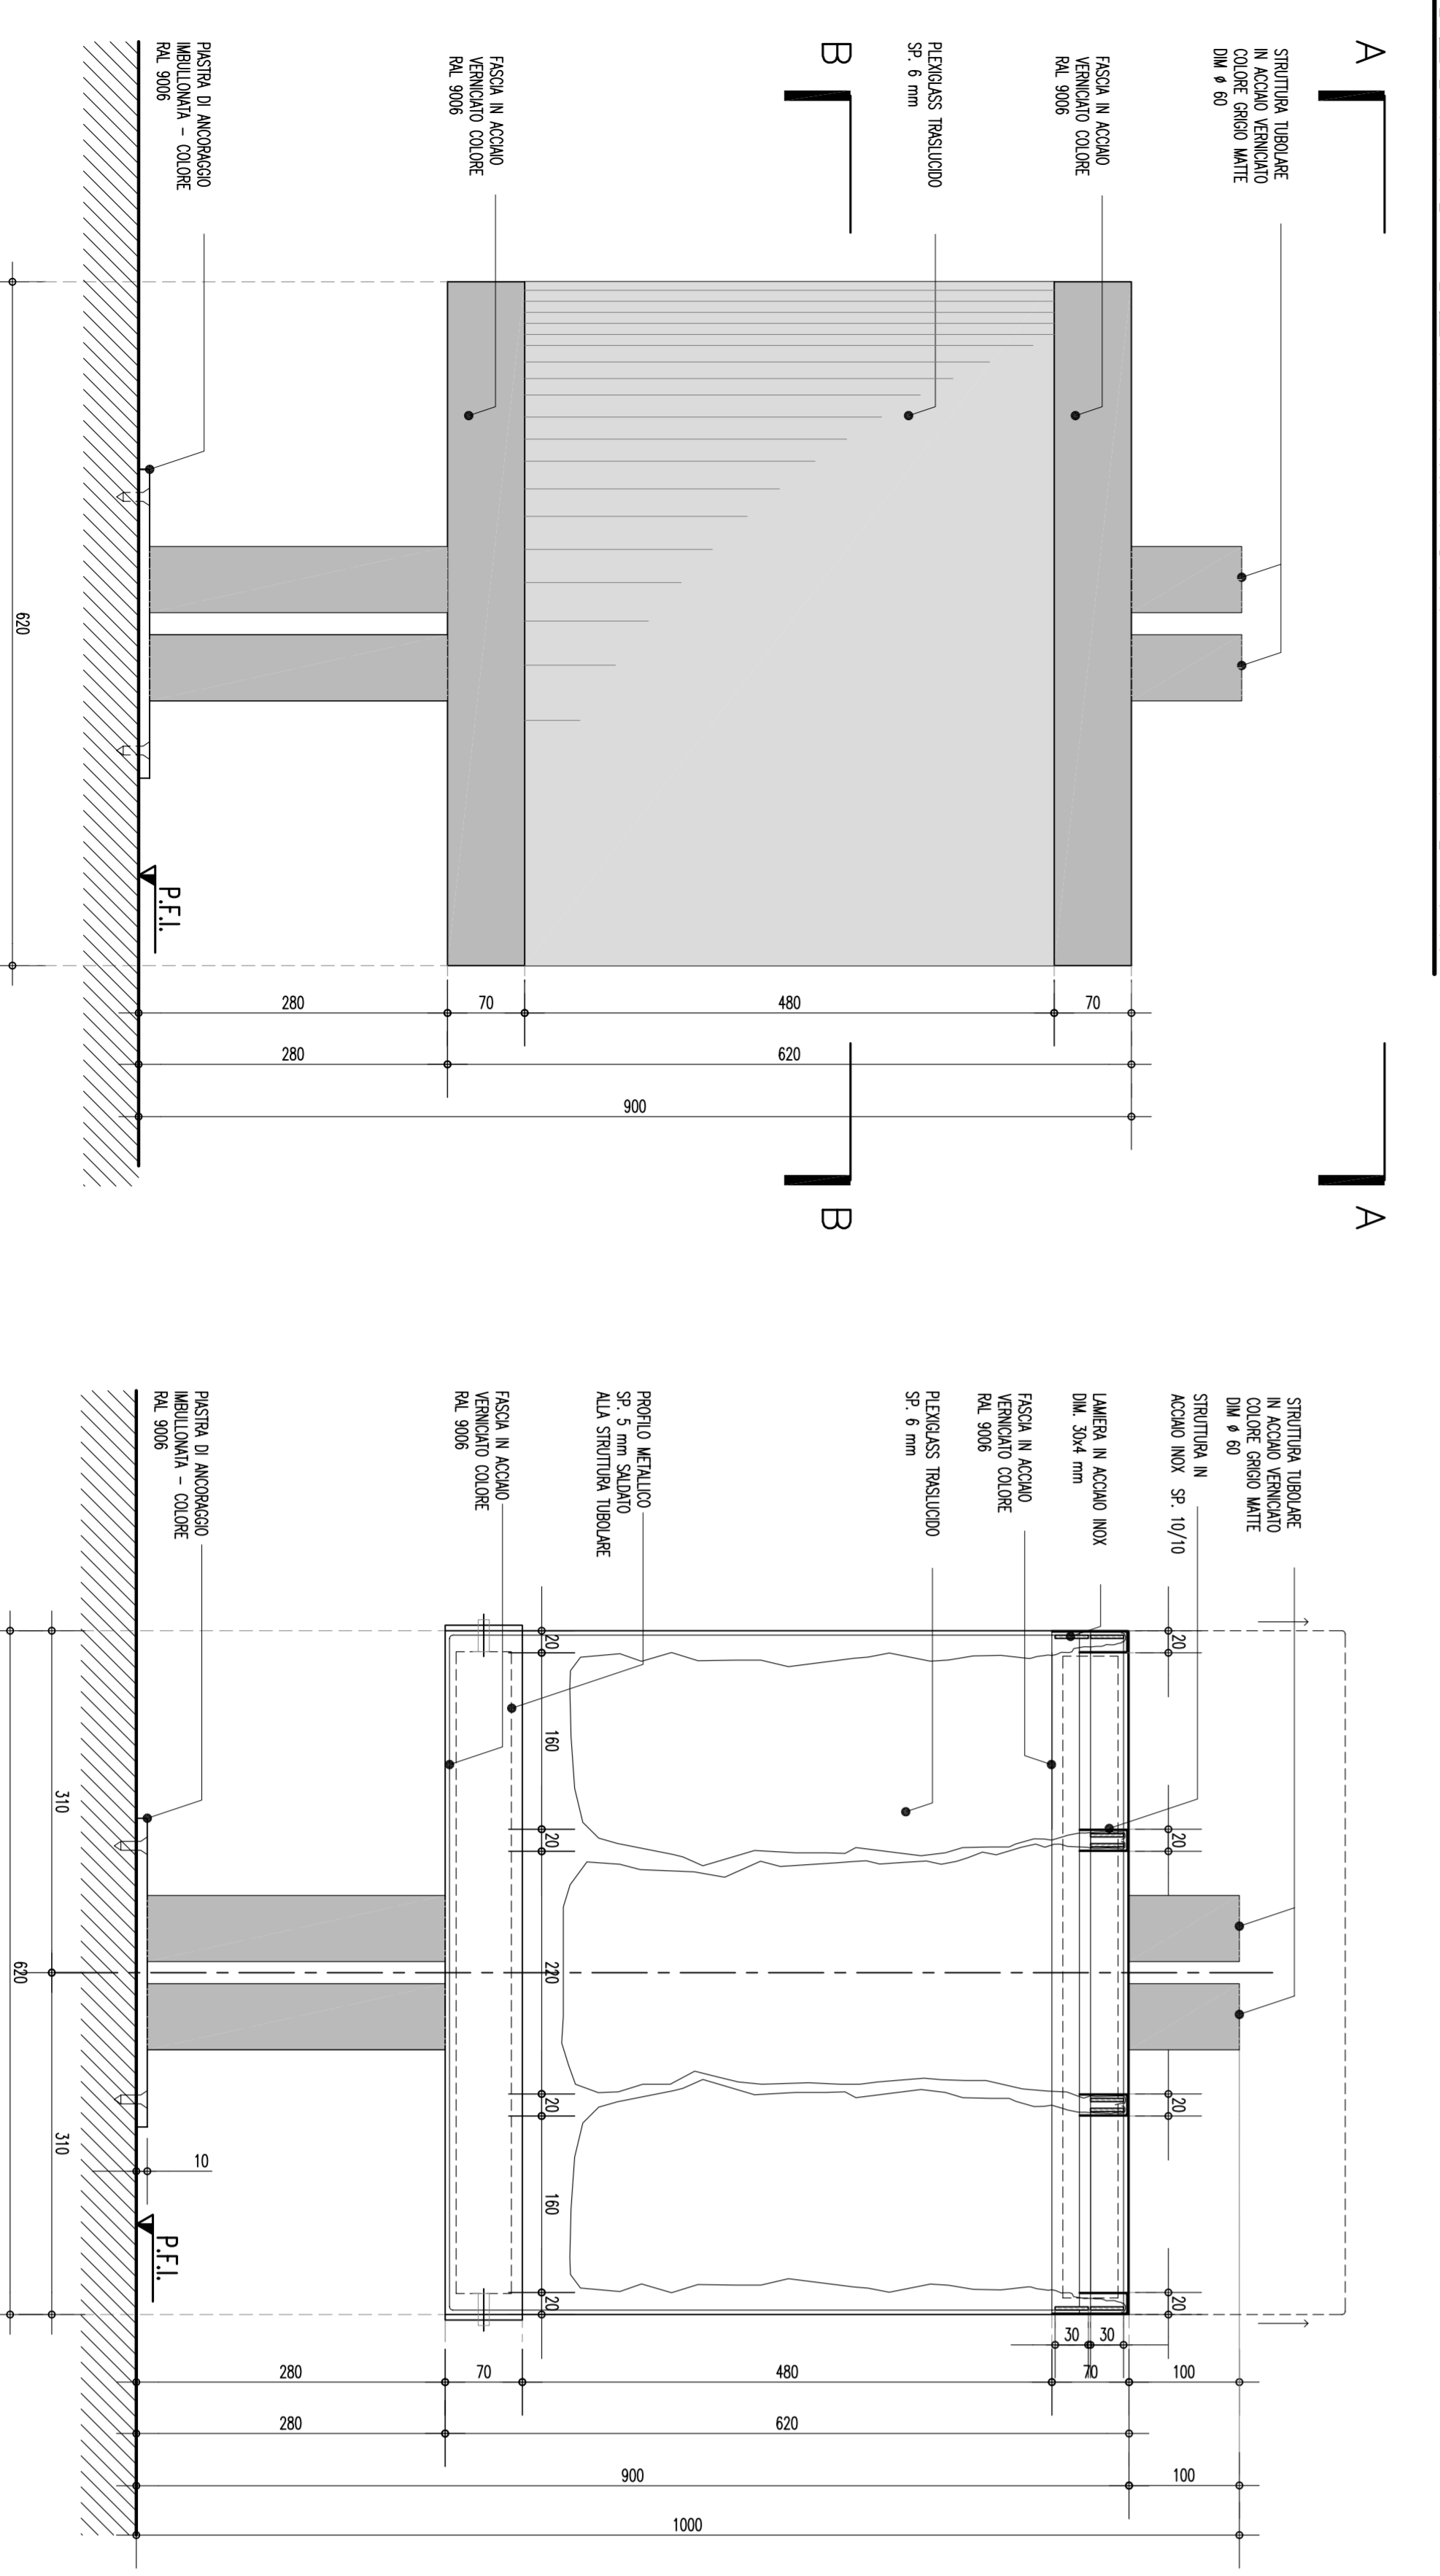 A
A
STRUTTURA TUBOLARE
IN ACCIAIO VERNICIATO
COLORE GRIGIO MATTE
DIM ø 60
FASCIA IN ACCIAIO
VERNICIATO COLORE
RAL 9006
PLEXIGLASS TRASLUCIDO
SP. 6 mm
B
B
FASCIA IN ACCIAIO
VERNICIATO COLORE
RAL 9006
PIASTRA DI ANCORAGGIO
IMBULLONATA - COLORE
RAL 9006
P.F.I.
70
480
70
280
620
280
900
620
STRUTTURA TUBOLARE
IN ACCIAIO VERNICIATO
COLORE GRIGIO MATTE
DIM ø 60
STRUTTURA IN
ACCIAIO INOX SP. 10/10
LAMIERA IN ACCIAIO INOX
DIM. 30x4 mm
FASCIA IN ACCIAIO
VERNICIATO COLORE
RAL 9006
PLEXIGLASS TRASLUCIDO
SP. 6 mm
PROFILO METALLICO
SP. 5 mm SALDATO
ALLA STRUTTURA TUBOLARE
FASCIA IN ACCIAIO
VERNICIATO COLORE
RAL 9006
PIASTRA DI ANCORAGGIO
IMBULLONATA - COLORE
RAL 9006
20
20
20
20
20
160
20
220
20
160
20
30
30
10
P.F.I.
100
70
480
70
280
620
280
100
900
1000
310
310
620